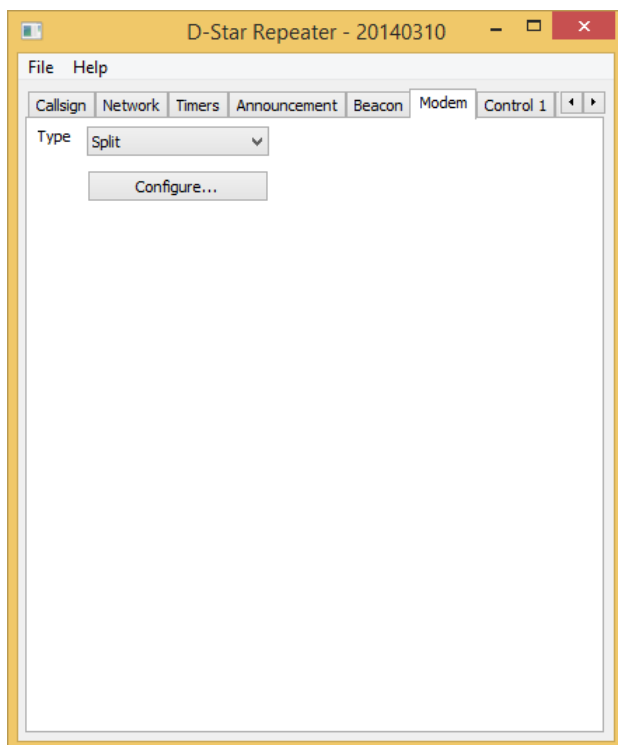 D-Star Repeater - 20140310
File Help
Callsign Network Timers Announcement Beacon Modem Control 1
Type Split
Configure...